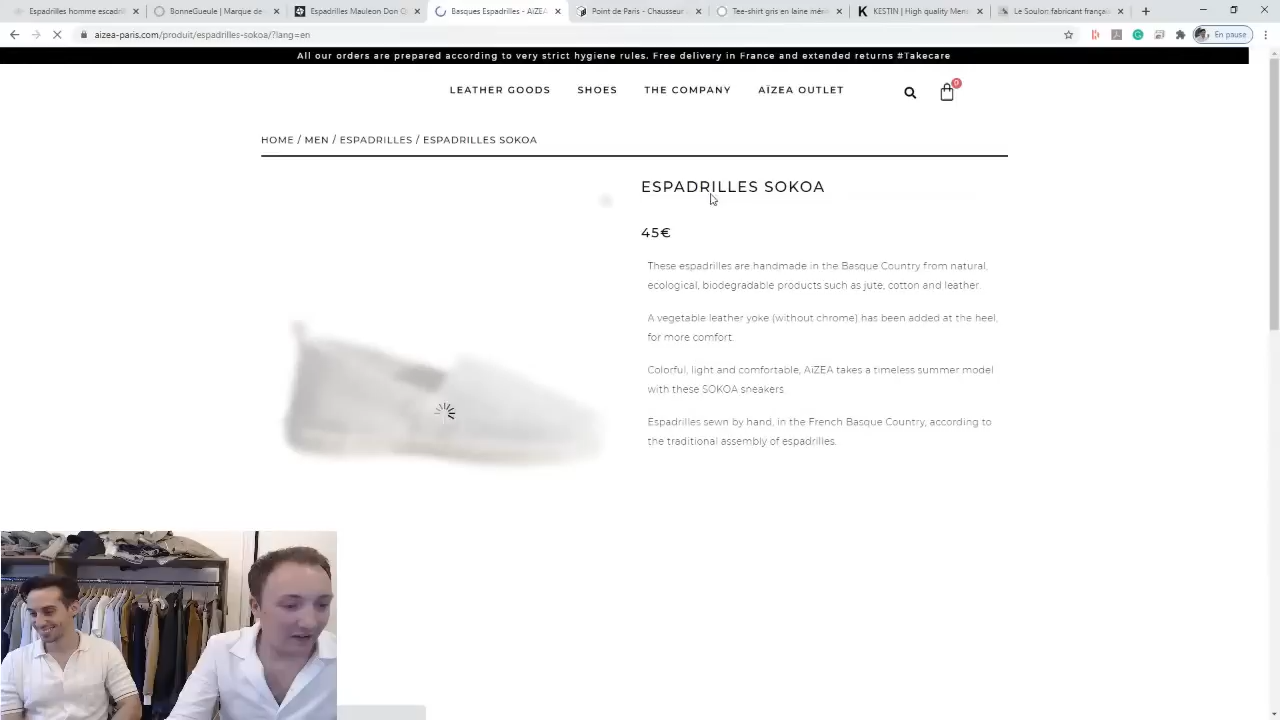 Espadrilles homme escadril
BonneGueule | Marque de
Espadrilles Mauleon Don Q
Basques Espadrilles - AïZEA
Point de Paris - Chausseur
Tee-shirt gris en laine mérin
KESTIN | High quality Mens
Le Soulor, fabricant français
aizea-paris.com/produit/espadrilles-sokoa/?lang=en
En pause
All our orders are prepared according to very strict hygiene rules. Free delivery in France and extended returns #Takecare
LEATHER GOODS SHOES THE COMPANY AÏZEA OUTLET 0
HOME / MEN / ESPADRILLES / ESPADRILLES SOKOA
ESPADRILLES SOKOA
45€
These espadrilles are handmade in the Basque Country from natural,
ecological, biodegradable products such as jute, cotton and leather.
A vegetable leather yoke (without chrome) has been added at the heel,
for more comfort.
Colorful, light and comfortable, AïZEA takes a timeless summer model
with these SOKOA sneakers.
Espadrilles sewn by hand, in the French Basque Country, according to
the traditional assembly of espadrilles.